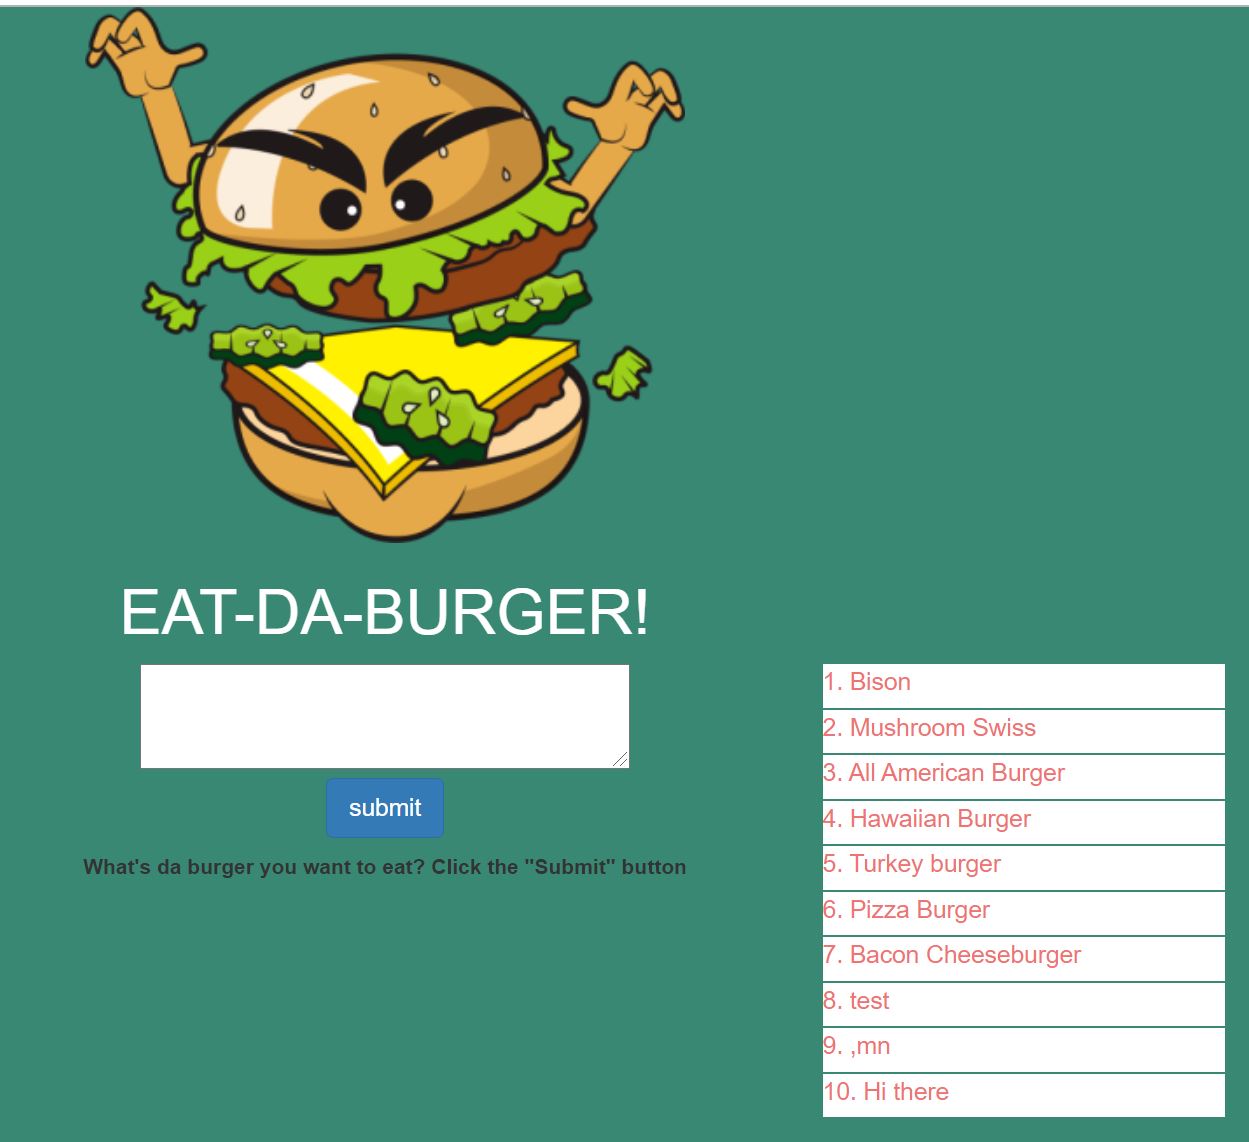 EAT-DA-BURGER!
submit
What's da burger you want to eat? Click the "Submit" button
1. Bison
2. Mushroom Swiss
3. All American Burger
4. Hawaiian Burger
5. Turkey burger
6. Pizza Burger
7. Bacon Cheeseburger
8. test
9. ,mn
10. Hi there